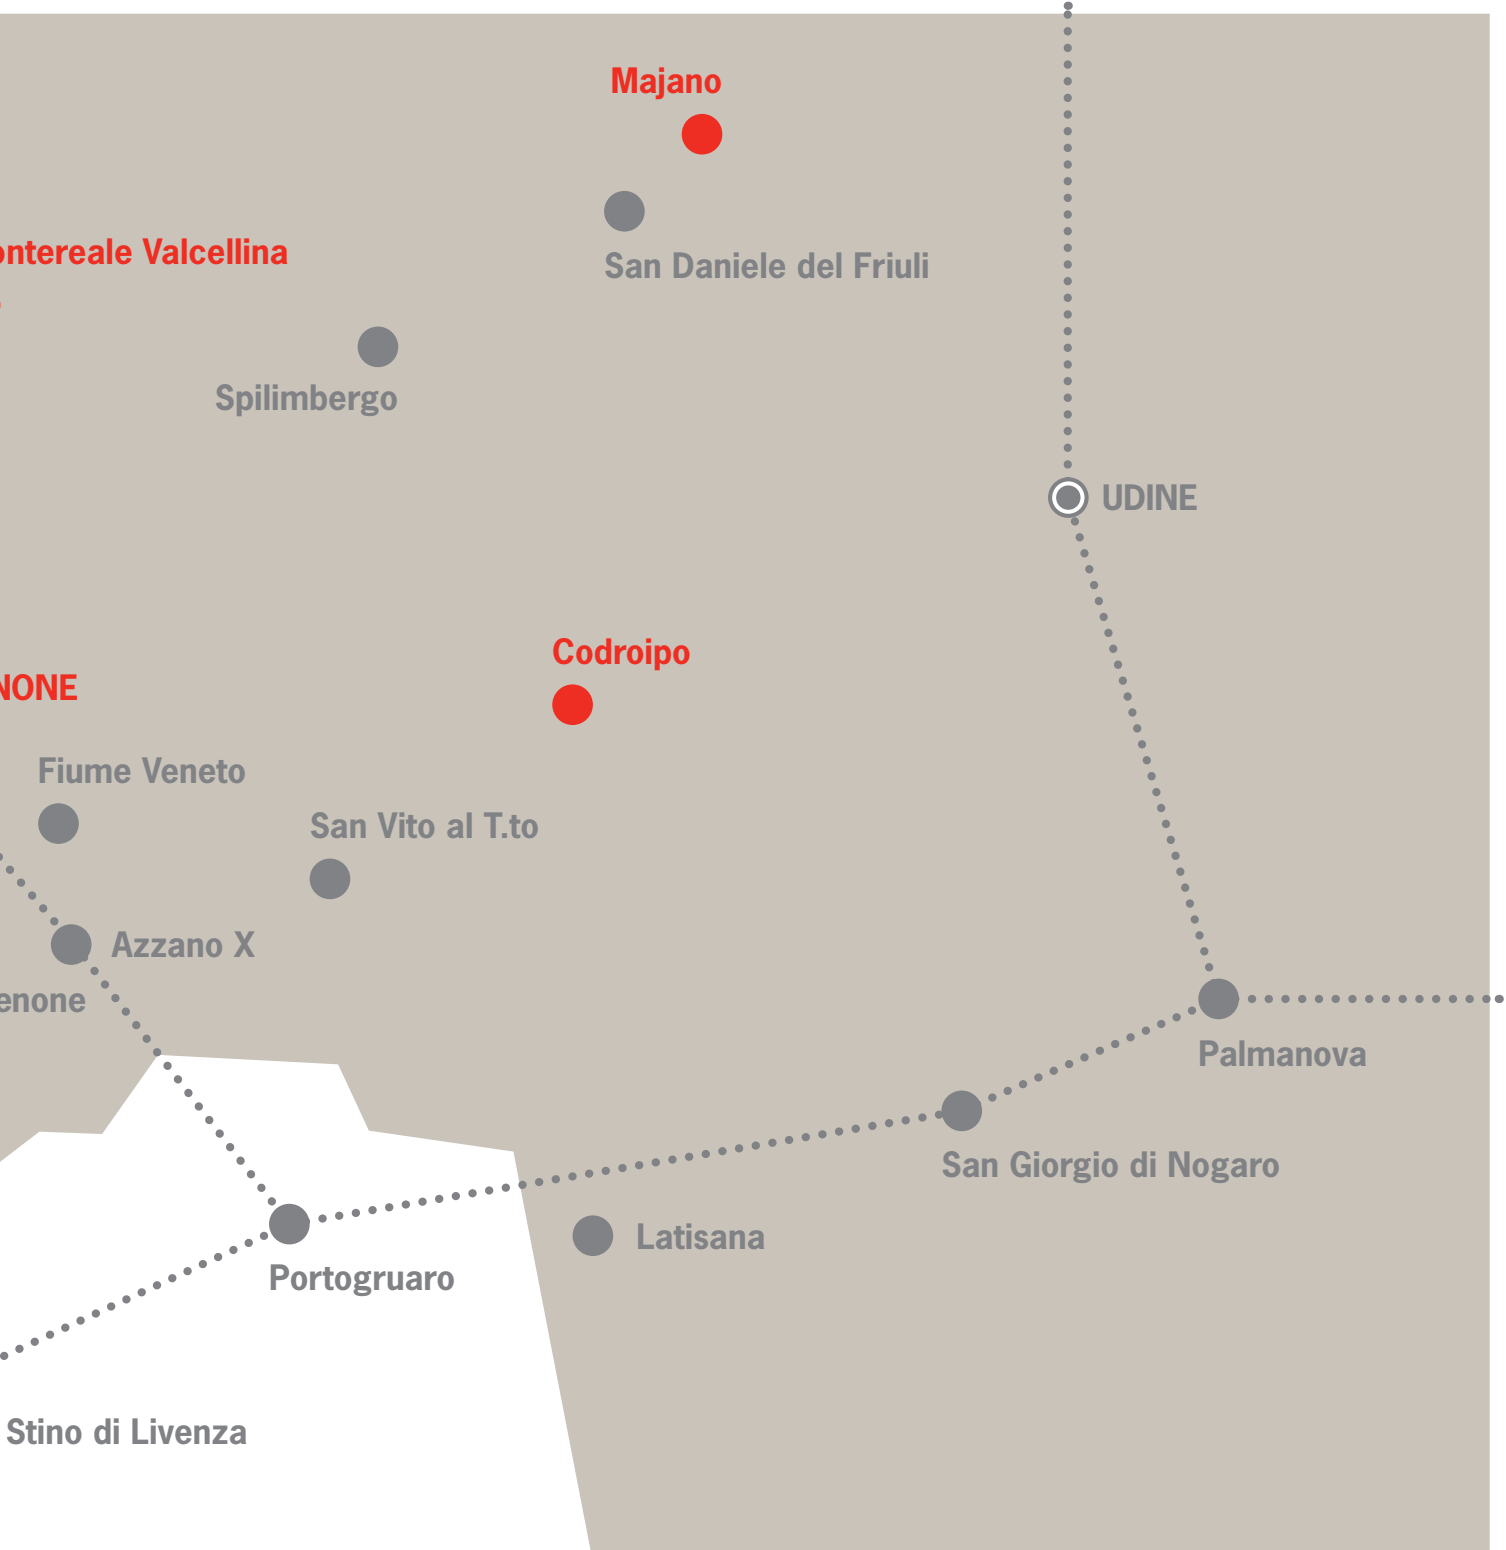 Majano
ontereale Valcellina
San Daniele del Friuli
Spilimbergo
UDINE
Codroipo
NONE
Fiume Veneto
San Vito al T.to
Azzano X
enone
Palmanova
San Giorgio di Nogaro
Latisana
Portogruaro
Stino di Livenza